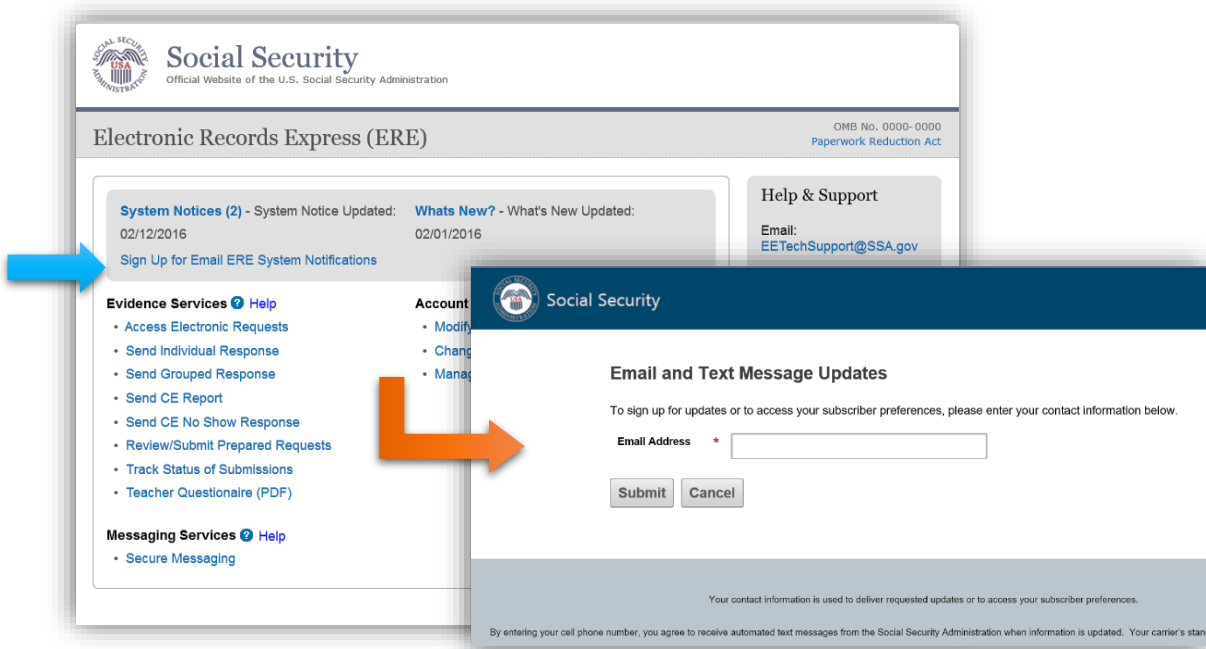 SOCIAL SECURITY ADMINISTRATION
USA
Social Security
Official Website of the U.S. Social Security Administration
Electronic Records Express (ERE)
OMB No. 0000-0000
Paperwork Reduction Act
System Notices (2) - System Notice Updated:
02/12/2016
Whats New? - What's New Updated:
02/01/2016
Sign Up for Email ERE System Notifications
Help & Support
Email:
EETechSupport@SSA.gov
Evidence Services ? Help
• Access Electronic Requests
• Send Individual Response
• Send Grouped Response
• Send CE Report
• Send CE No Show Response
• Review/Submit Prepared Requests
• Track Status of Submissions
• Teacher Questionaire (PDF)
Messaging Services ? Help
• Secure Messaging
Account
• Modify
• Chang
• Manag
Social Security
Email and Text Message Updates
To sign up for updates or to access your subscriber preferences, please enter your contact information below.
Email Address *
Submit Cancel
Your contact information is used to deliver requested updates or to access your subscriber preferences.
By entering your cell phone number, you agree to receive automated text messages from the Social Security Administration when information is updated. Your carrier's stan